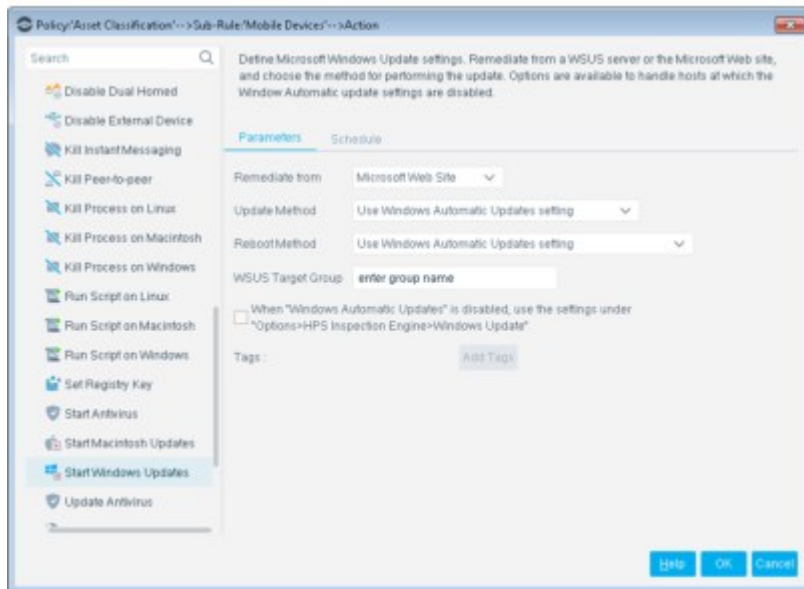 Policy:'Asset Classification'-->Sub-Rule:'Mobile Devices'-->Action
Search
Disable Dual Homed
Disable External Device
Kill Instant Messaging
Kill Peer-to-peer
Kill Process on Linux
Kill Process on Macintosh
Kill Process on Windows
Run Script on Linux
Run Script on Macintosh
Run Script on Windows
Set Registry Key
Start Antivirus
Start Macintosh Updates
Start Windows Updates
Update Antivirus
Define Microsoft Windows Update settings. Remediate from a WSUS server or the Microsoft Web site,
and choose the method for performing the update. Options are available to handle hosts at which the
Window Automatic update settings are disabled.
Parameters Schedule
Remediate from Microsoft Web Site
Update Method Use Windows Automatic Updates setting
Reboot Method Use Windows Automatic Updates setting
WSUS Target Group enter group name
When "Windows Automatic Updates" is disabled, use the settings under
"Options>HPS Inspection Engine>Windows Update"
Tags : Add Tags
Help OK Cancel